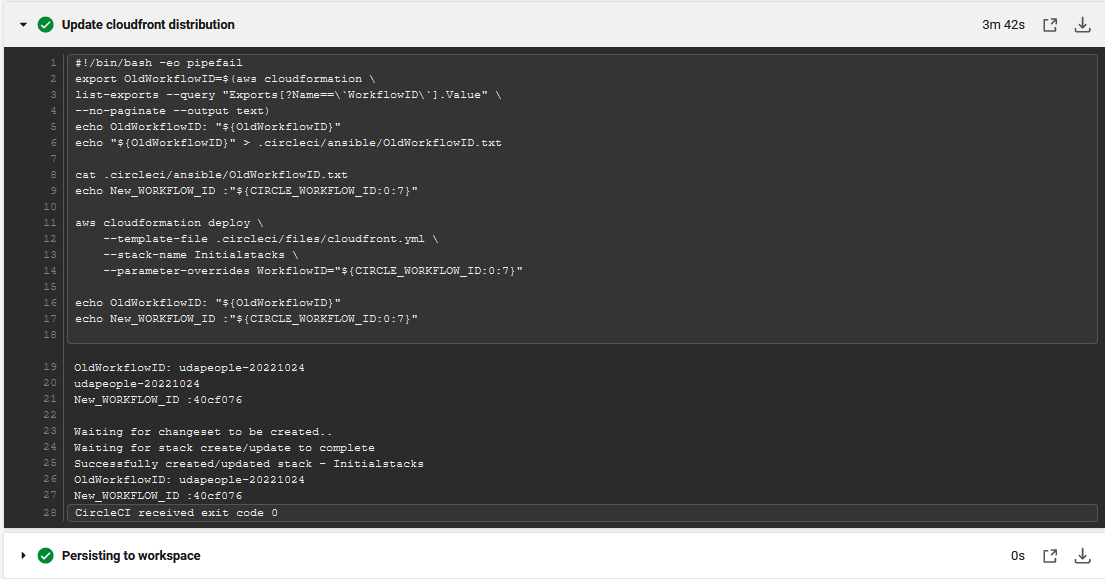 Update cloudfront distribution 3m 42s
1 #!/bin/bash -eo pipefail
2 export OldWorkflowID=$(aws cloudformation \
3 list-exports --query "Exports[?Name==\`WorkflowID\`].Value" \
4 --no-paginate --output text)
5 echo OldWorkflowID: "${OldWorkflowID}"
6 echo "${OldWorkflowID}" > .circleci/ansible/OldWorkflowID.txt
7
8 cat .circleci/ansible/OldWorkflowID.txt
9 echo New_WORKFLOW_ID :"${CIRCLE_WORKFLOW_ID:0:7}"
10
11 aws cloudformation deploy \
12     --template-file .circleci/files/cloudfront.yml \
13     --stack-name Initialstacks \
14     --parameter-overrides WorkflowID="${CIRCLE_WORKFLOW_ID:0:7}"
15
16 echo OldWorkflowID: "${OldWorkflowID}"
17 echo New_WORKFLOW_ID :"${CIRCLE_WORKFLOW_ID:0:7}"
18
19 OldWorkflowID: udapeople-20221024
20 udapeople-20221024
21 New_WORKFLOW_ID :40cf076
22
23 Waiting for changeset to be created..
24 Waiting for stack create/update to complete
25 Successfully created/updated stack - Initialstacks
26 OldWorkflowID: udapeople-20221024
27 New_WORKFLOW_ID :40cf076
28 CircleCI received exit code 0
Persisting to workspace 0s